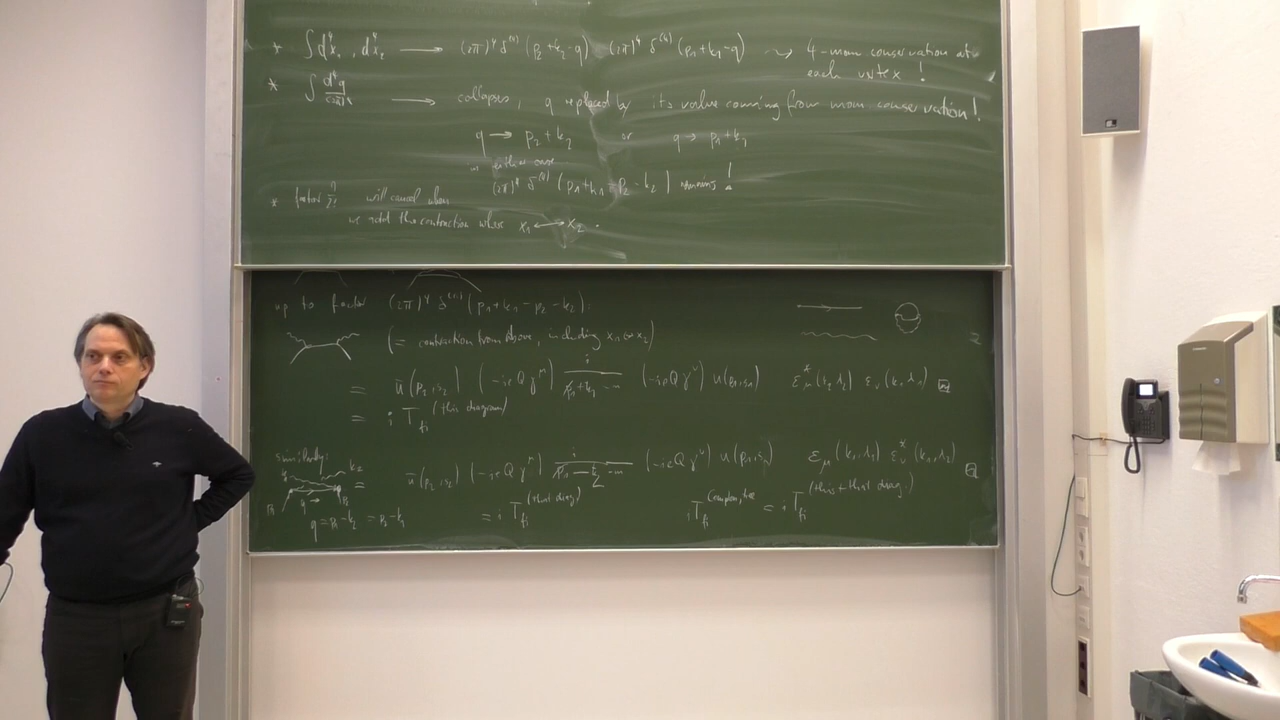 * ∫d⁴x₁, d⁴x₂ ⟶ (2π)⁴ δ⁽⁴⁾(p₂+k₂-q) (2π)⁴ δ⁽⁴⁾(p₁+k₁-q) ⤳ 4-mom conservation at
each vertex !
* ∫ d⁴q/(2π)⁴ ⟶ collapses, q replaced by its value coming from mom conservation!
q ⟶ p₂+k₂ or q → p₁+k₁
in either case
(2π)⁴ δ⁽⁴⁾(p₁+k₁-p₂-k₂) remains !
* factor 1/2! will cancel when
we add the contraction where x₁ ⟷ x₂ .
up to factor (2π)⁴ δ⁽⁴⁾(p₁+k₁-p₂-k₂):
(= contraction from above, including x₁↔x₂)
= ū(p₂,s₂) (-ieQγ^μ) i/(p̸₁+k̸₁-m) (-ieQγ^ν) u(p₁,s₁) ε*_μ(k₂,λ₂) ε_ν(k₁,λ₁)
= i T_fi^(this diagram)
similarly:
k₁ k₂
= ū(p₂,s₂) (-ieQγ^μ) i/(p̸₁-k̸₂-m) (-ieQγ^ν) u(p₁,s₁) ε_μ(k₁,λ₁) ε*_ν(k₂,λ₂)
p₁ q → p₂
q = p₁-k₂ = p₂-k₁ = i T_fi^(that diag) i T_fi^(Compton, tree) = i T_fi^(this+that diag.)